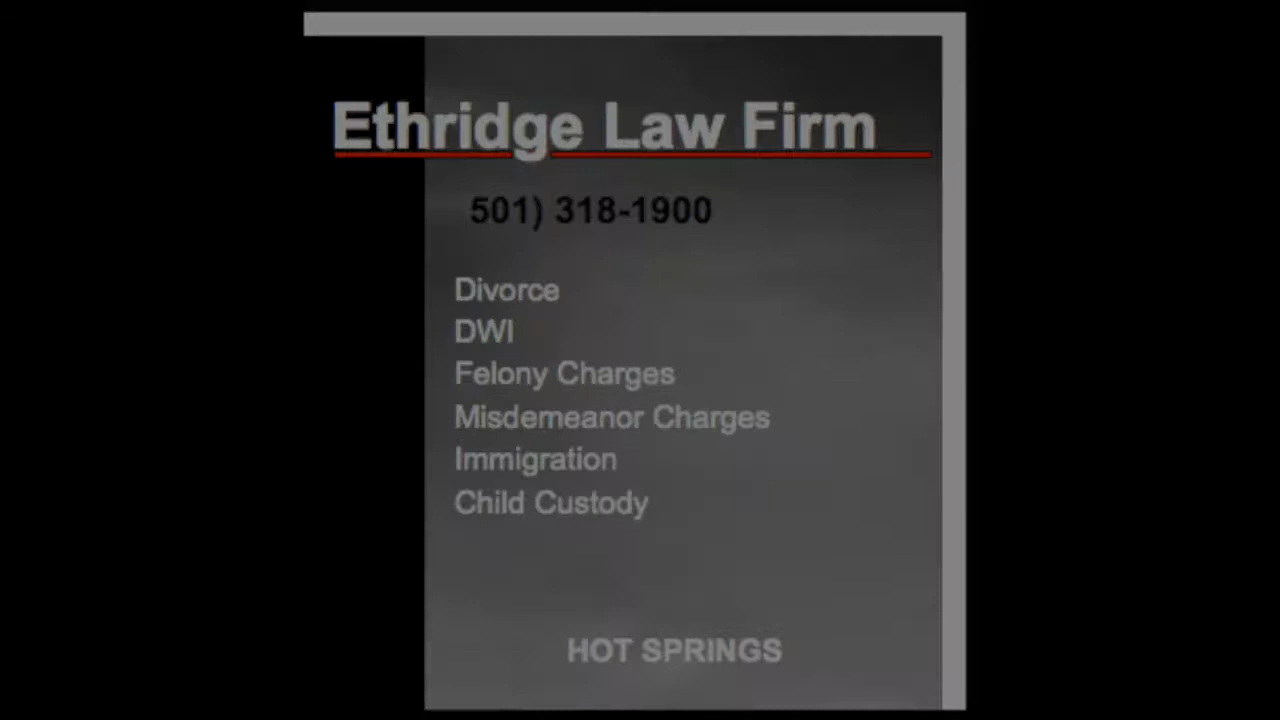 Ethridge Law Firm
501) 318-1900
Divorce
DWI
Felony Charges
Misdemeanor Charges
Immigration
Child Custody
HOT SPRINGS